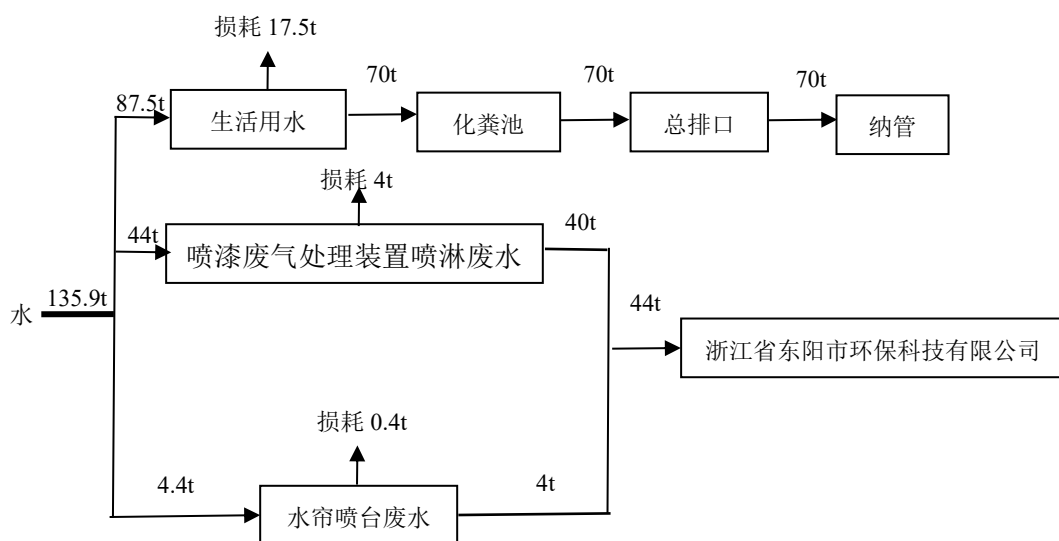 损耗 17.5t
87.5t
生活用水
70t
化粪池
70t
总排口
70t
纳管
损耗 4t
44t
喷漆废气处理装置喷淋废水
40t
水
135.9t
44t
浙江省东阳市环保科技有限公司
损耗 0.4t
4.4t
水帘喷台废水
4t